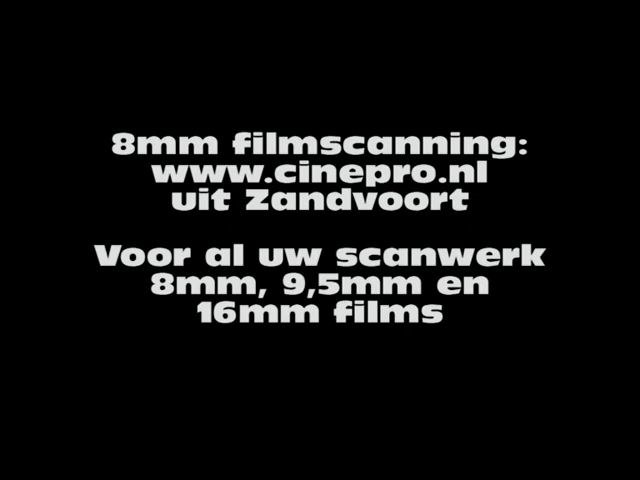 8mm filmscanning:
www.cinepro.nl
uit Zandvoort
Voor al uw scanwerk
8mm, 9,5mm en
16mm films